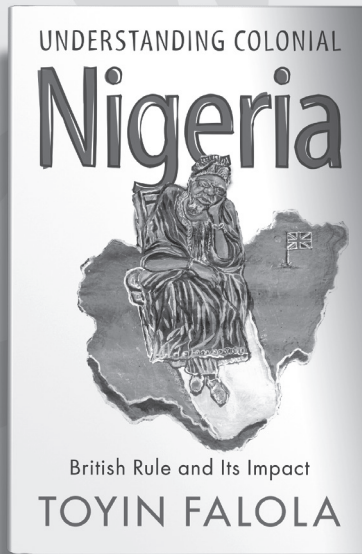 UNDERSTANDING COLONIAL
Nigeria
British Rule and Its Impact
TOYIN FALOLA